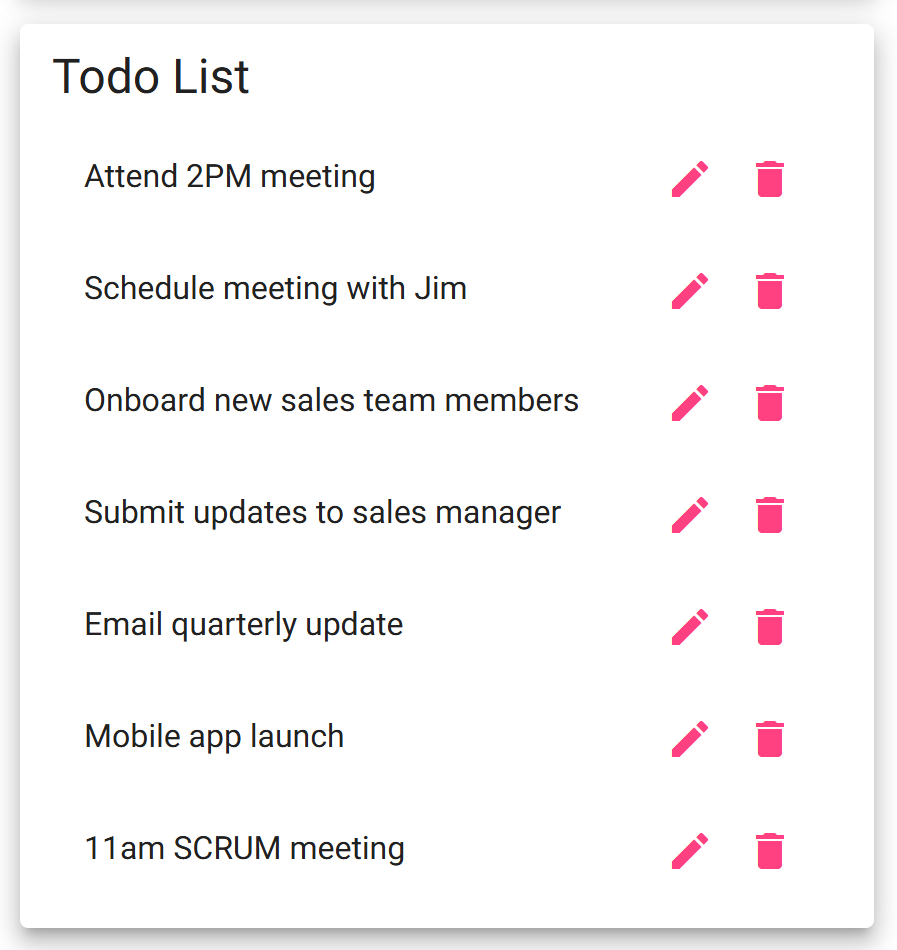 Todo List
Attend 2PM meeting
Schedule meeting with Jim
Onboard new sales team members
Submit updates to sales manager
Email quarterly update
Mobile app launch
11am SCRUM meeting